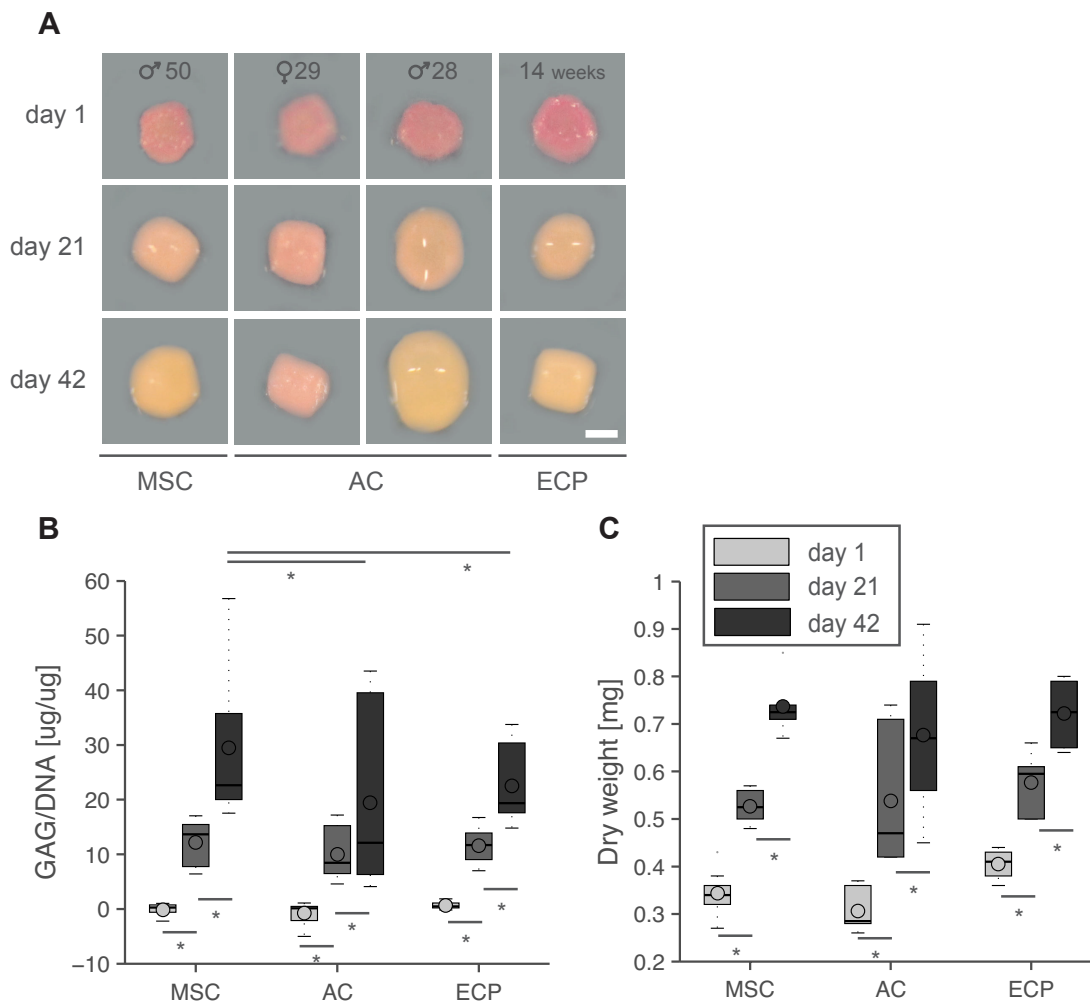 A
♂50 ♀29 ♂28 14 weeks
day 1
day 21
day 42
MSC AC ECP
B
GAG/DNA [ug/ug]
60
50
40
30
20
10
0
−10
* *
* * * * * *
MSC AC ECP
C
day 1
day 21
day 42
Dry weight [mg]
1
0.9
0.8
0.7
0.6
0.5
0.4
0.3
0.2
* * * * * *
MSC AC ECP